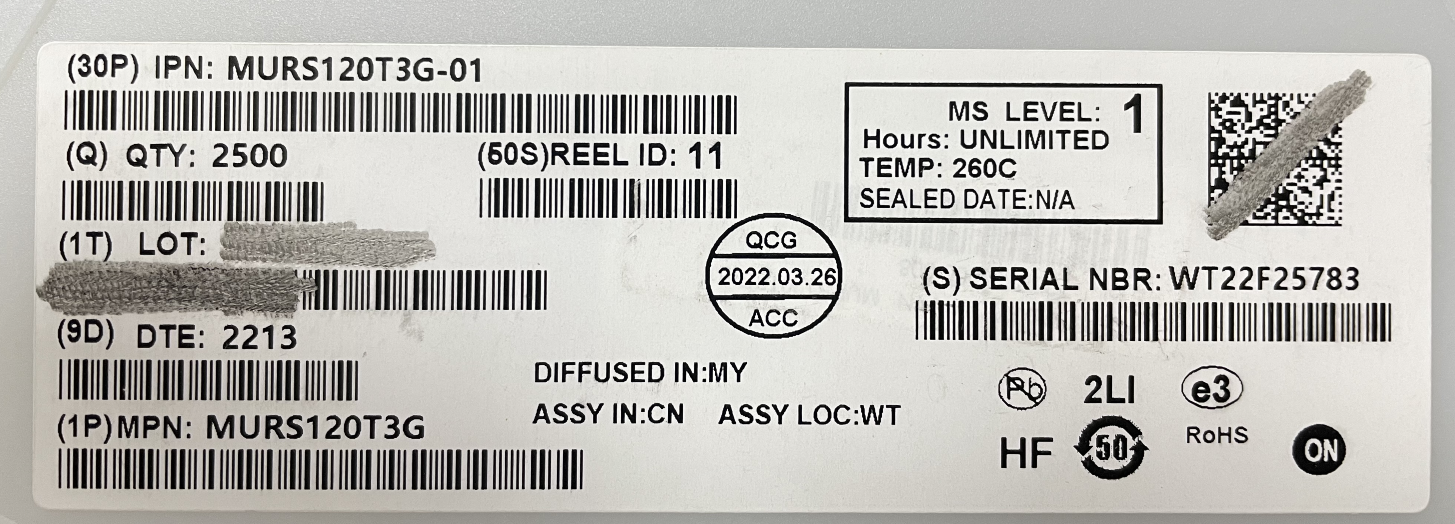 (30P) IPN: MURS120T3G-01
(Q) QTY: 2500
(60S)REEL ID: 11
(1T) LOT:
(9D) DTE: 2213
(1P)MPN: MURS120T3G
MS LEVEL: 1
Hours: UNLIMITED
TEMP: 260C
SEALED DATE:N/A
QCG
2022.03.26
ACC
(S) SERIAL NBR: WT22F25783
DIFFUSED IN:MY
ASSY IN:CN ASSY LOC:WT
Pb 2LI e3
HF 50 RoHS ON